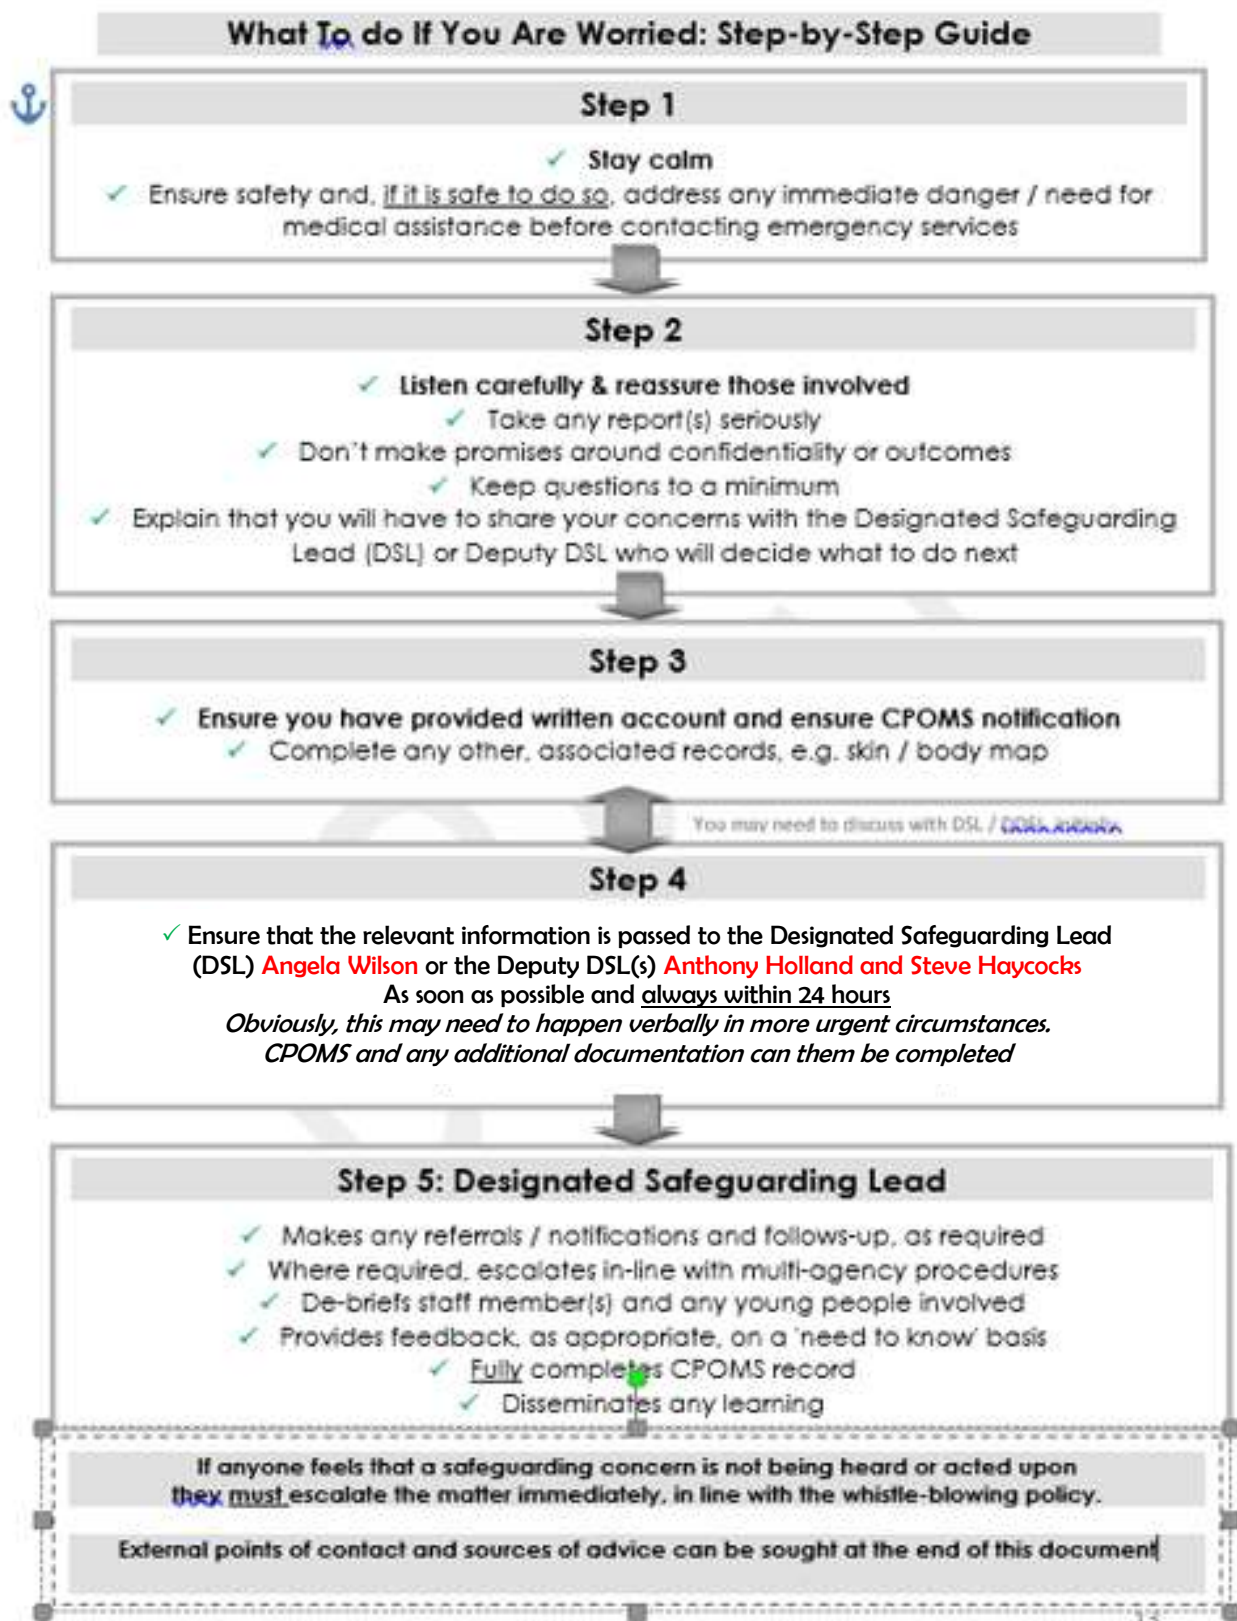 What To do If You Are Worried: Step-by-Step Guide
Step 1
✓ Stay calm
✓ Ensure safety and, if it is safe to do so, address any immediate danger / need for
medical assistance before contacting emergency services
Step 2
✓ Listen carefully & reassure those involved
✓ Take any report(s) seriously
✓ Don't make promises around confidentiality or outcomes
✓ Keep questions to a minimum
✓ Explain that you will have to share your concerns with the Designated Safeguarding
Lead (DSL) or Deputy DSL who will decide what to do next
Step 3
✓ Ensure you have provided written account and ensure CPOMS notification
✓ Complete any other, associated records, e.g. skin / body map
You may need to discuss with DSL / DDSL initially
Step 4
✓ Ensure that the relevant information is passed to the Designated Safeguarding Lead
(DSL) Angela Wilson or the Deputy DSL(s) Anthony Holland and Steve Haycocks
As soon as possible and always within 24 hours
Obviously, this may need to happen verbally in more urgent circumstances.
CPOMS and any additional documentation can them be completed
Step 5: Designated Safeguarding Lead
✓ Makes any referrals / notifications and follows-up, as required
✓ Where required, escalates in-line with multi-agency procedures
✓ De-briefs staff member(s) and any young people involved
✓ Provides feedback, as appropriate, on a 'need to know' basis
✓ Fully completes CPOMS record
✓ Disseminates any learning
If anyone feels that a safeguarding concern is not being heard or acted upon
they must escalate the matter immediately, in line with the whistle-blowing policy.
External points of contact and sources of advice can be sought at the end of this document